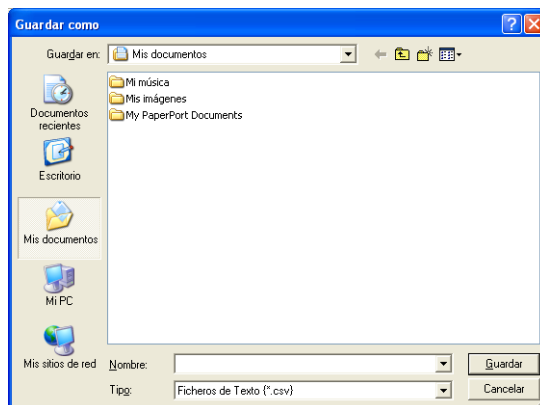 Guardar como
Guardar en:
Mis documentos
Mi música
Mis imágenes
My PaperPort Documents
Documentos
recientes
Escritorio
Mis documentos
Mi PC
Mis sitios de red
Nombre:
Guardar
Tipo:
Ficheros de Texto (*.csv)
Cancelar